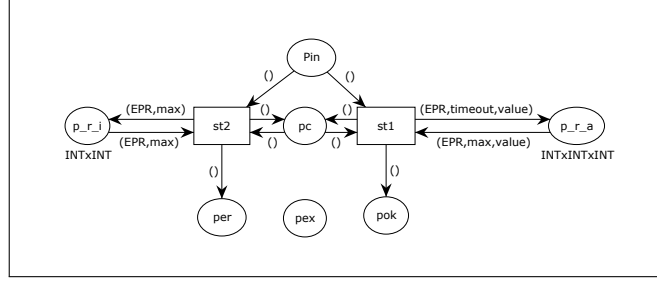 Pin
()
()
(EPR,max)
()
()
(EPR,timeout,value)
p_r_i
st2
pc
st1
p_r_a
(EPR,max)
()
()
(EPR,max,value)
INTxINT
INTxINTxINT
()
()
per
pex
pok